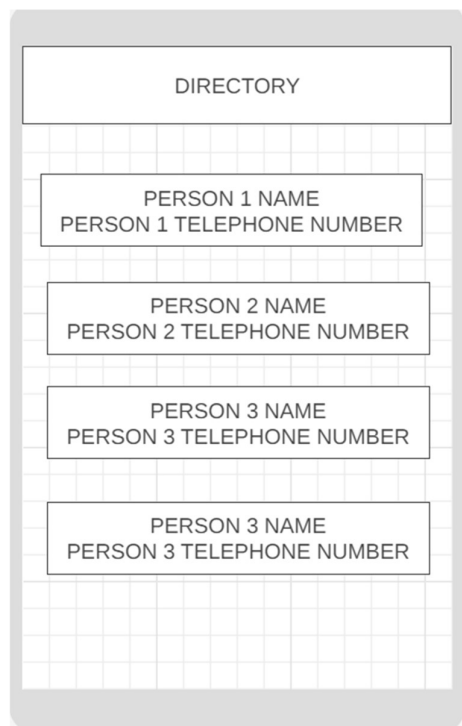 DIRECTORY
PERSON 1 NAME
PERSON 1 TELEPHONE NUMBER
PERSON 2 NAME
PERSON 2 TELEPHONE NUMBER
PERSON 3 NAME
PERSON 3 TELEPHONE NUMBER
PERSON 3 NAME
PERSON 3 TELEPHONE NUMBER